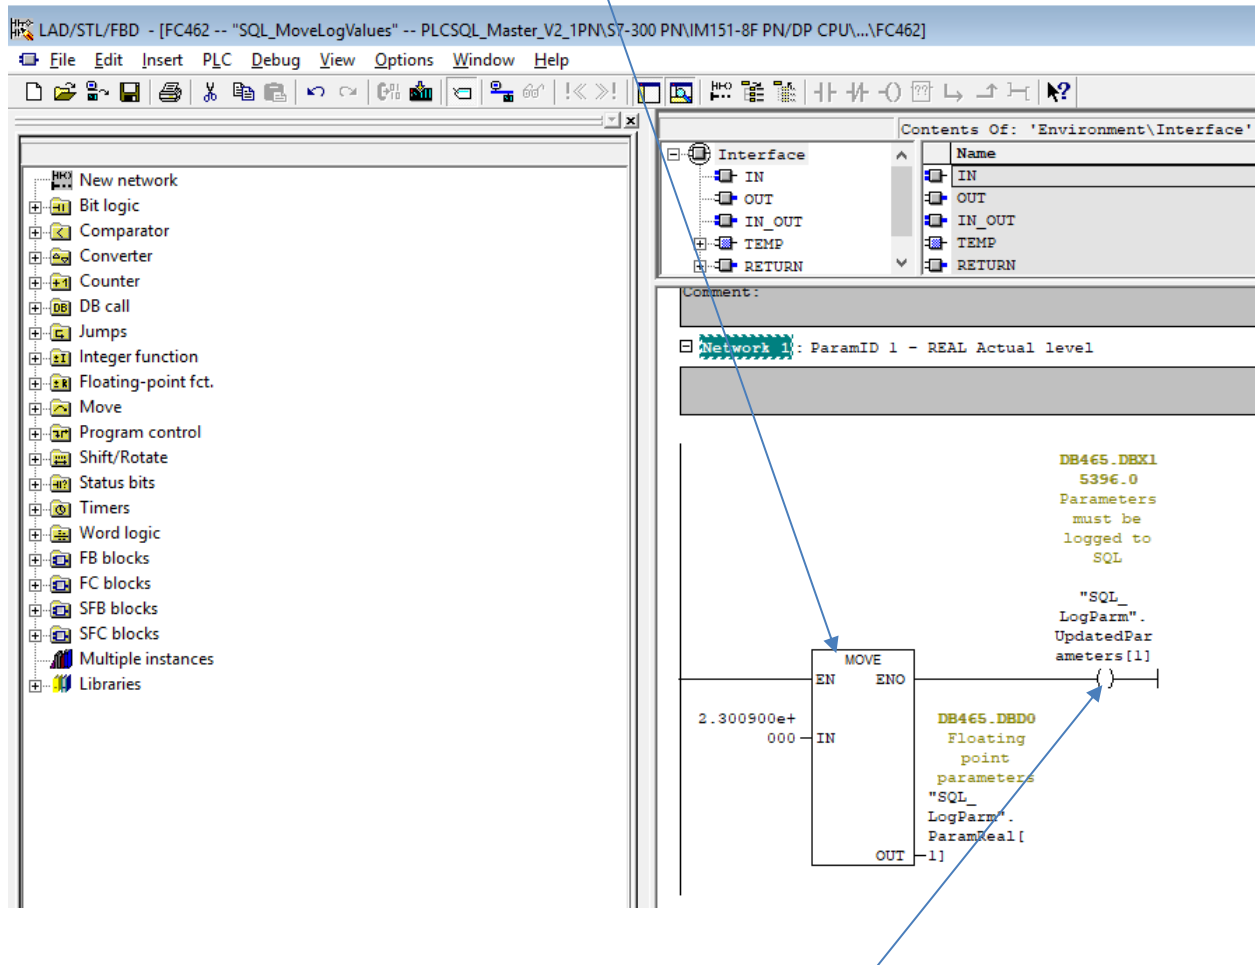 LAD/STL/FBD - [FC462 -- "SQL_MoveLogValues" -- PLCSQL_Master_V2_1PN\S7-300 PN\IM151-8F PN/DP CPU\...\FC462]
File Edit Insert PLC Debug View Options Window Help
Contents Of: 'Environment\Interface'
Interface
IN
OUT
IN_OUT
TEMP
RETURN
Name
IN
OUT
IN_OUT
TEMP
RETURN
New network
Bit logic
Comparator
Converter
Counter
DB call
Jumps
Integer function
Floating-point fct.
Move
Program control
Shift/Rotate
Status bits
Timers
Word logic
FB blocks
FC blocks
SFB blocks
SFC blocks
Multiple instances
Libraries
Comment:
Network 1: ParamID 1 - REAL Actual level
DB465.DBX1
5396.0
Parameters
must be
logged to
SQL
"SQL_
LogParm".
UpdatedPar
ameters[1]
MOVE
EN ENO
2.300900e+
000 IN
DB465.DBD0
Floating
point
parameters
"SQL_
LogParm".
ParamReal[
OUT 1]